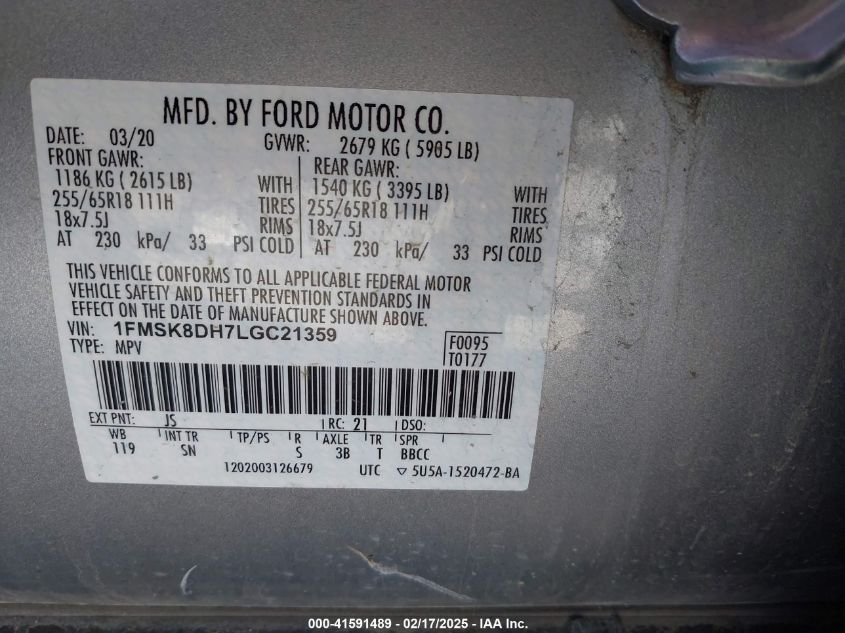 MFD. BY FORD MOTOR CO.
DATE: 03/20 GVWR: 2679 KG ( 5905 LB)
FRONT GAWR: REAR GAWR:
1186 KG ( 2615 LB) WITH 1540 KG ( 3395 LB) WITH
255/65R18 111H TIRES 255/65R18 111H TIRES
18x7.5J RIMS 18x7.5J RIMS
AT 230 kPa/ 33 PSI COLD AT 230 kPa/ 33 PSI COLD
THIS VEHICLE CONFORMS TO ALL APPLICABLE FEDERAL MOTOR
VEHICLE SAFETY AND THEFT PREVENTION STANDARDS IN
EFFECT ON THE DATE OF MANUFACTURE SHOWN ABOVE.
VIN: 1FMSK8DH7LGC21359
TYPE: MPV
F0095
T0177
EXT PNT: JS RC: 21 DSO:
WB INT TR TP/PS R AXLE TR SPR
119 SN S 3B T BBCC
1202003126679 UTC ▽ 5U5A-1520472-BA
000-41591489 - 02/17/2025 - IAA Inc.